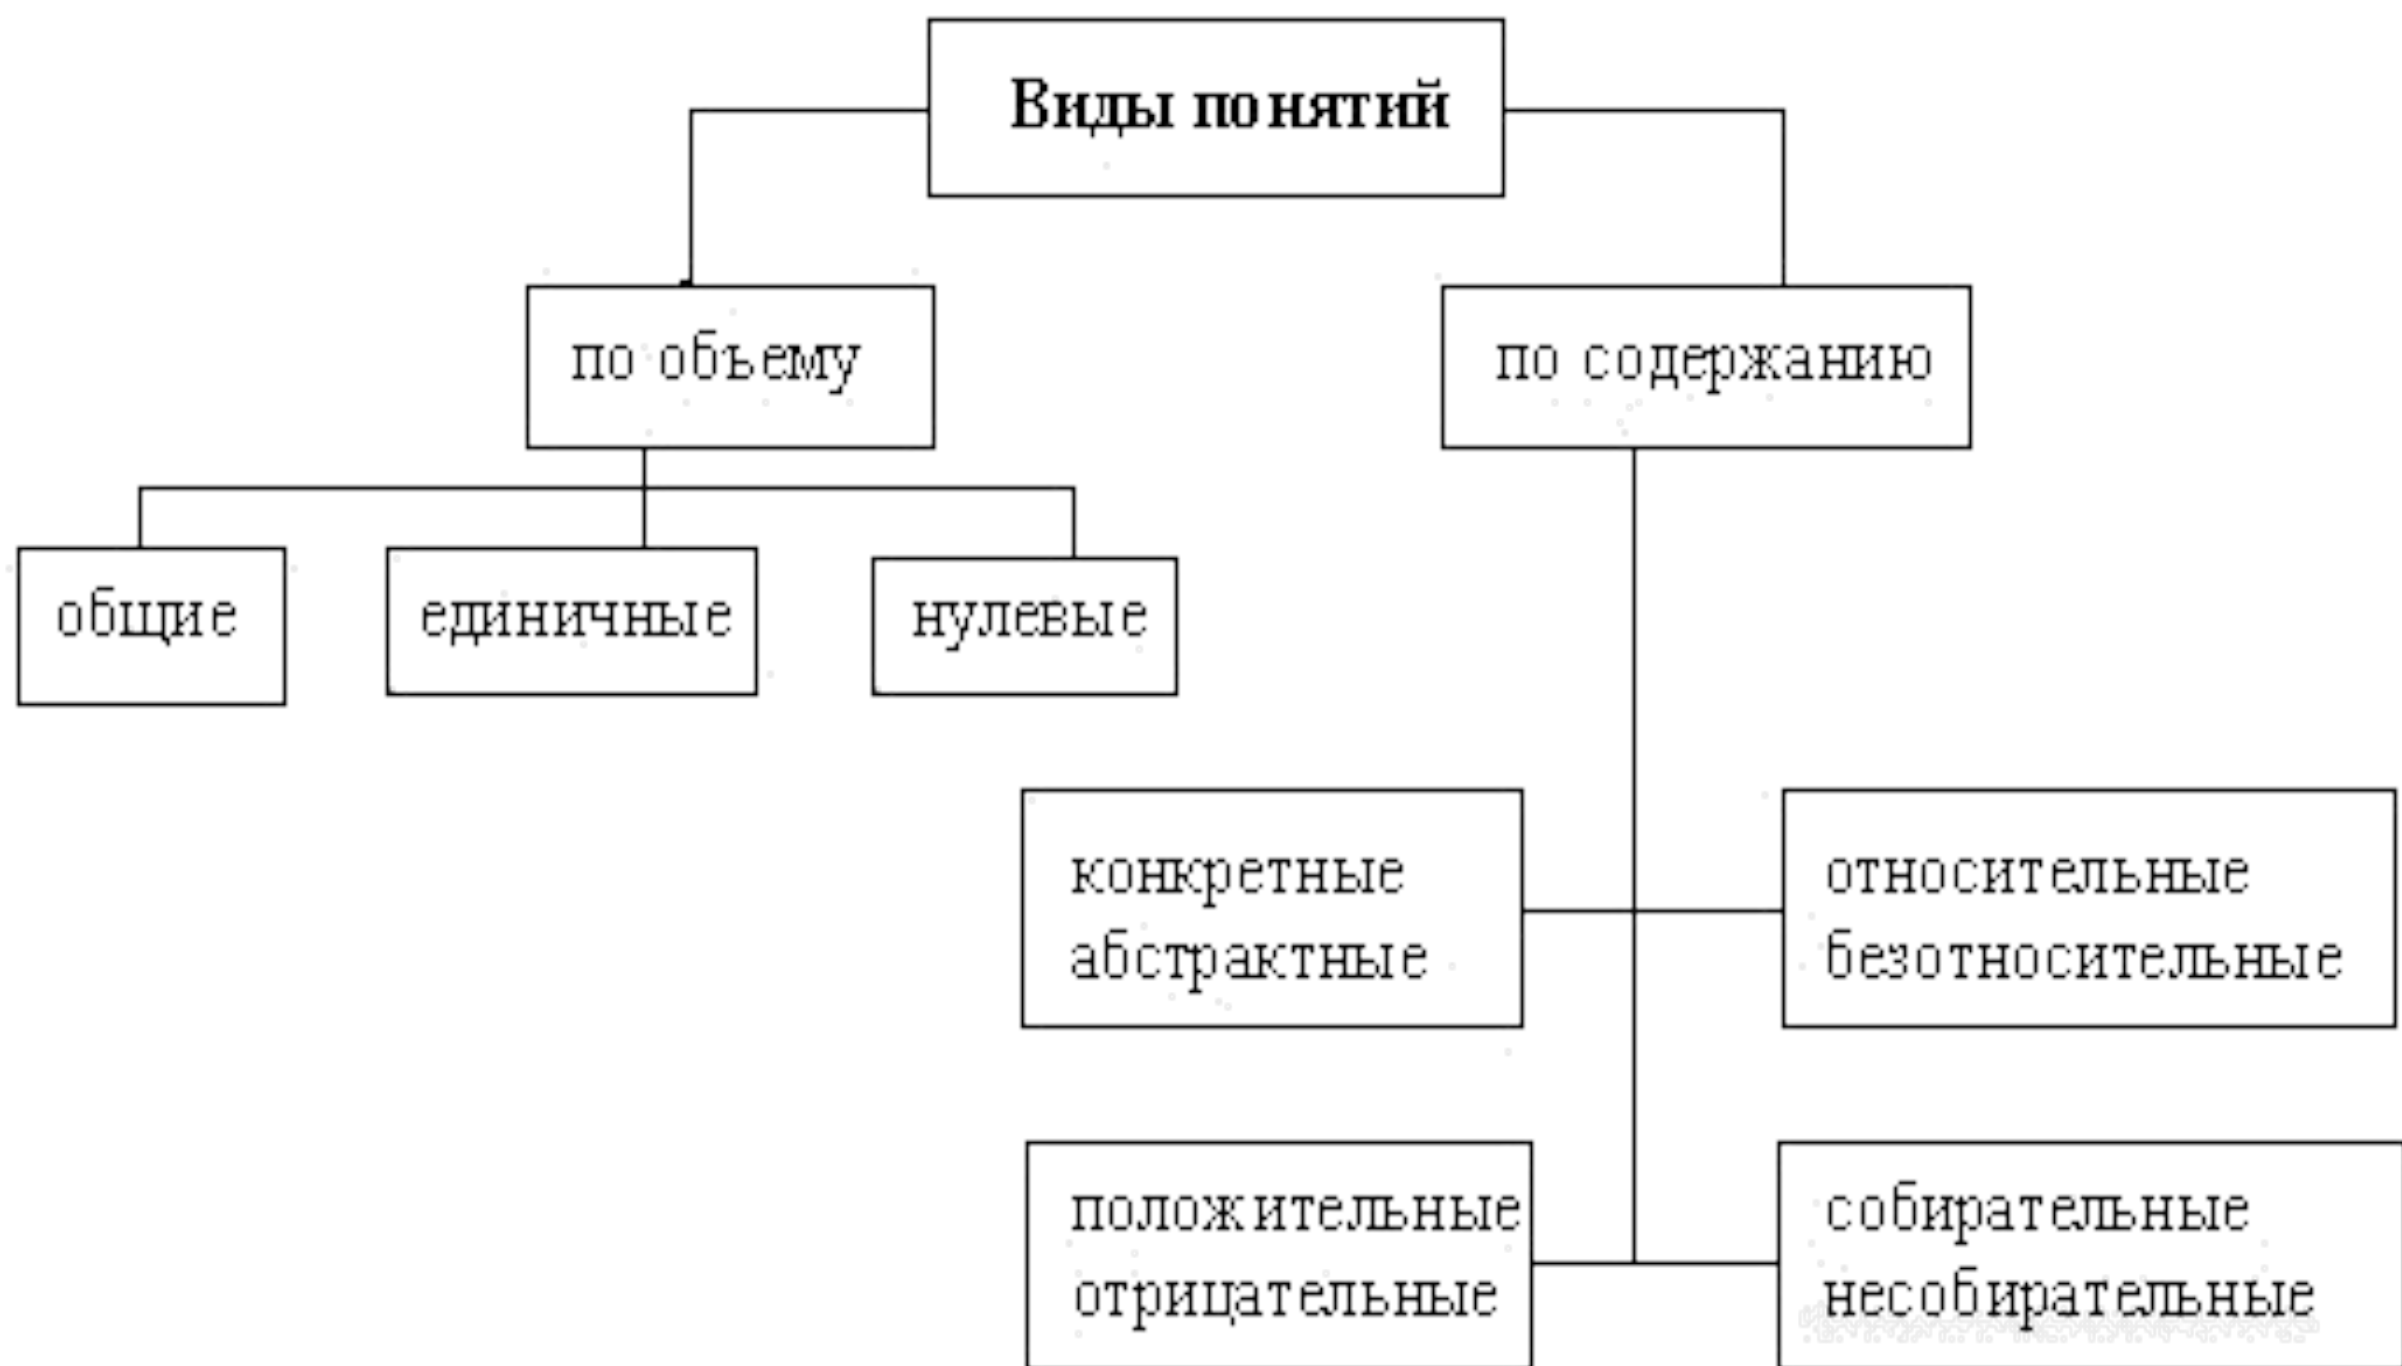 Виды понятий
по объему
по содержанию
общие
единичные
нулевые
конкретные
абстрактные
относительные
безотносительные
положительные
отрицательные
собирательные
несобирательные